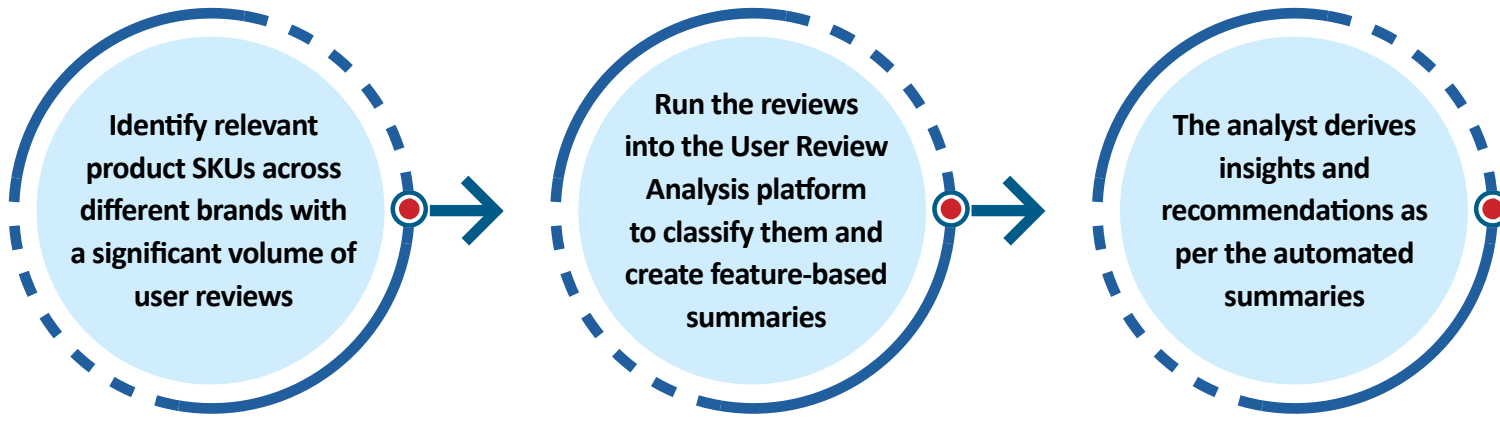 Identify relevant
product SKUs across
different brands with
a significant volume of
user reviews
Run the reviews
into the User Review
Analysis platform
to classify them and
create feature-based
summaries
The analyst derives
insights and
recommendations as
per the automated
summaries